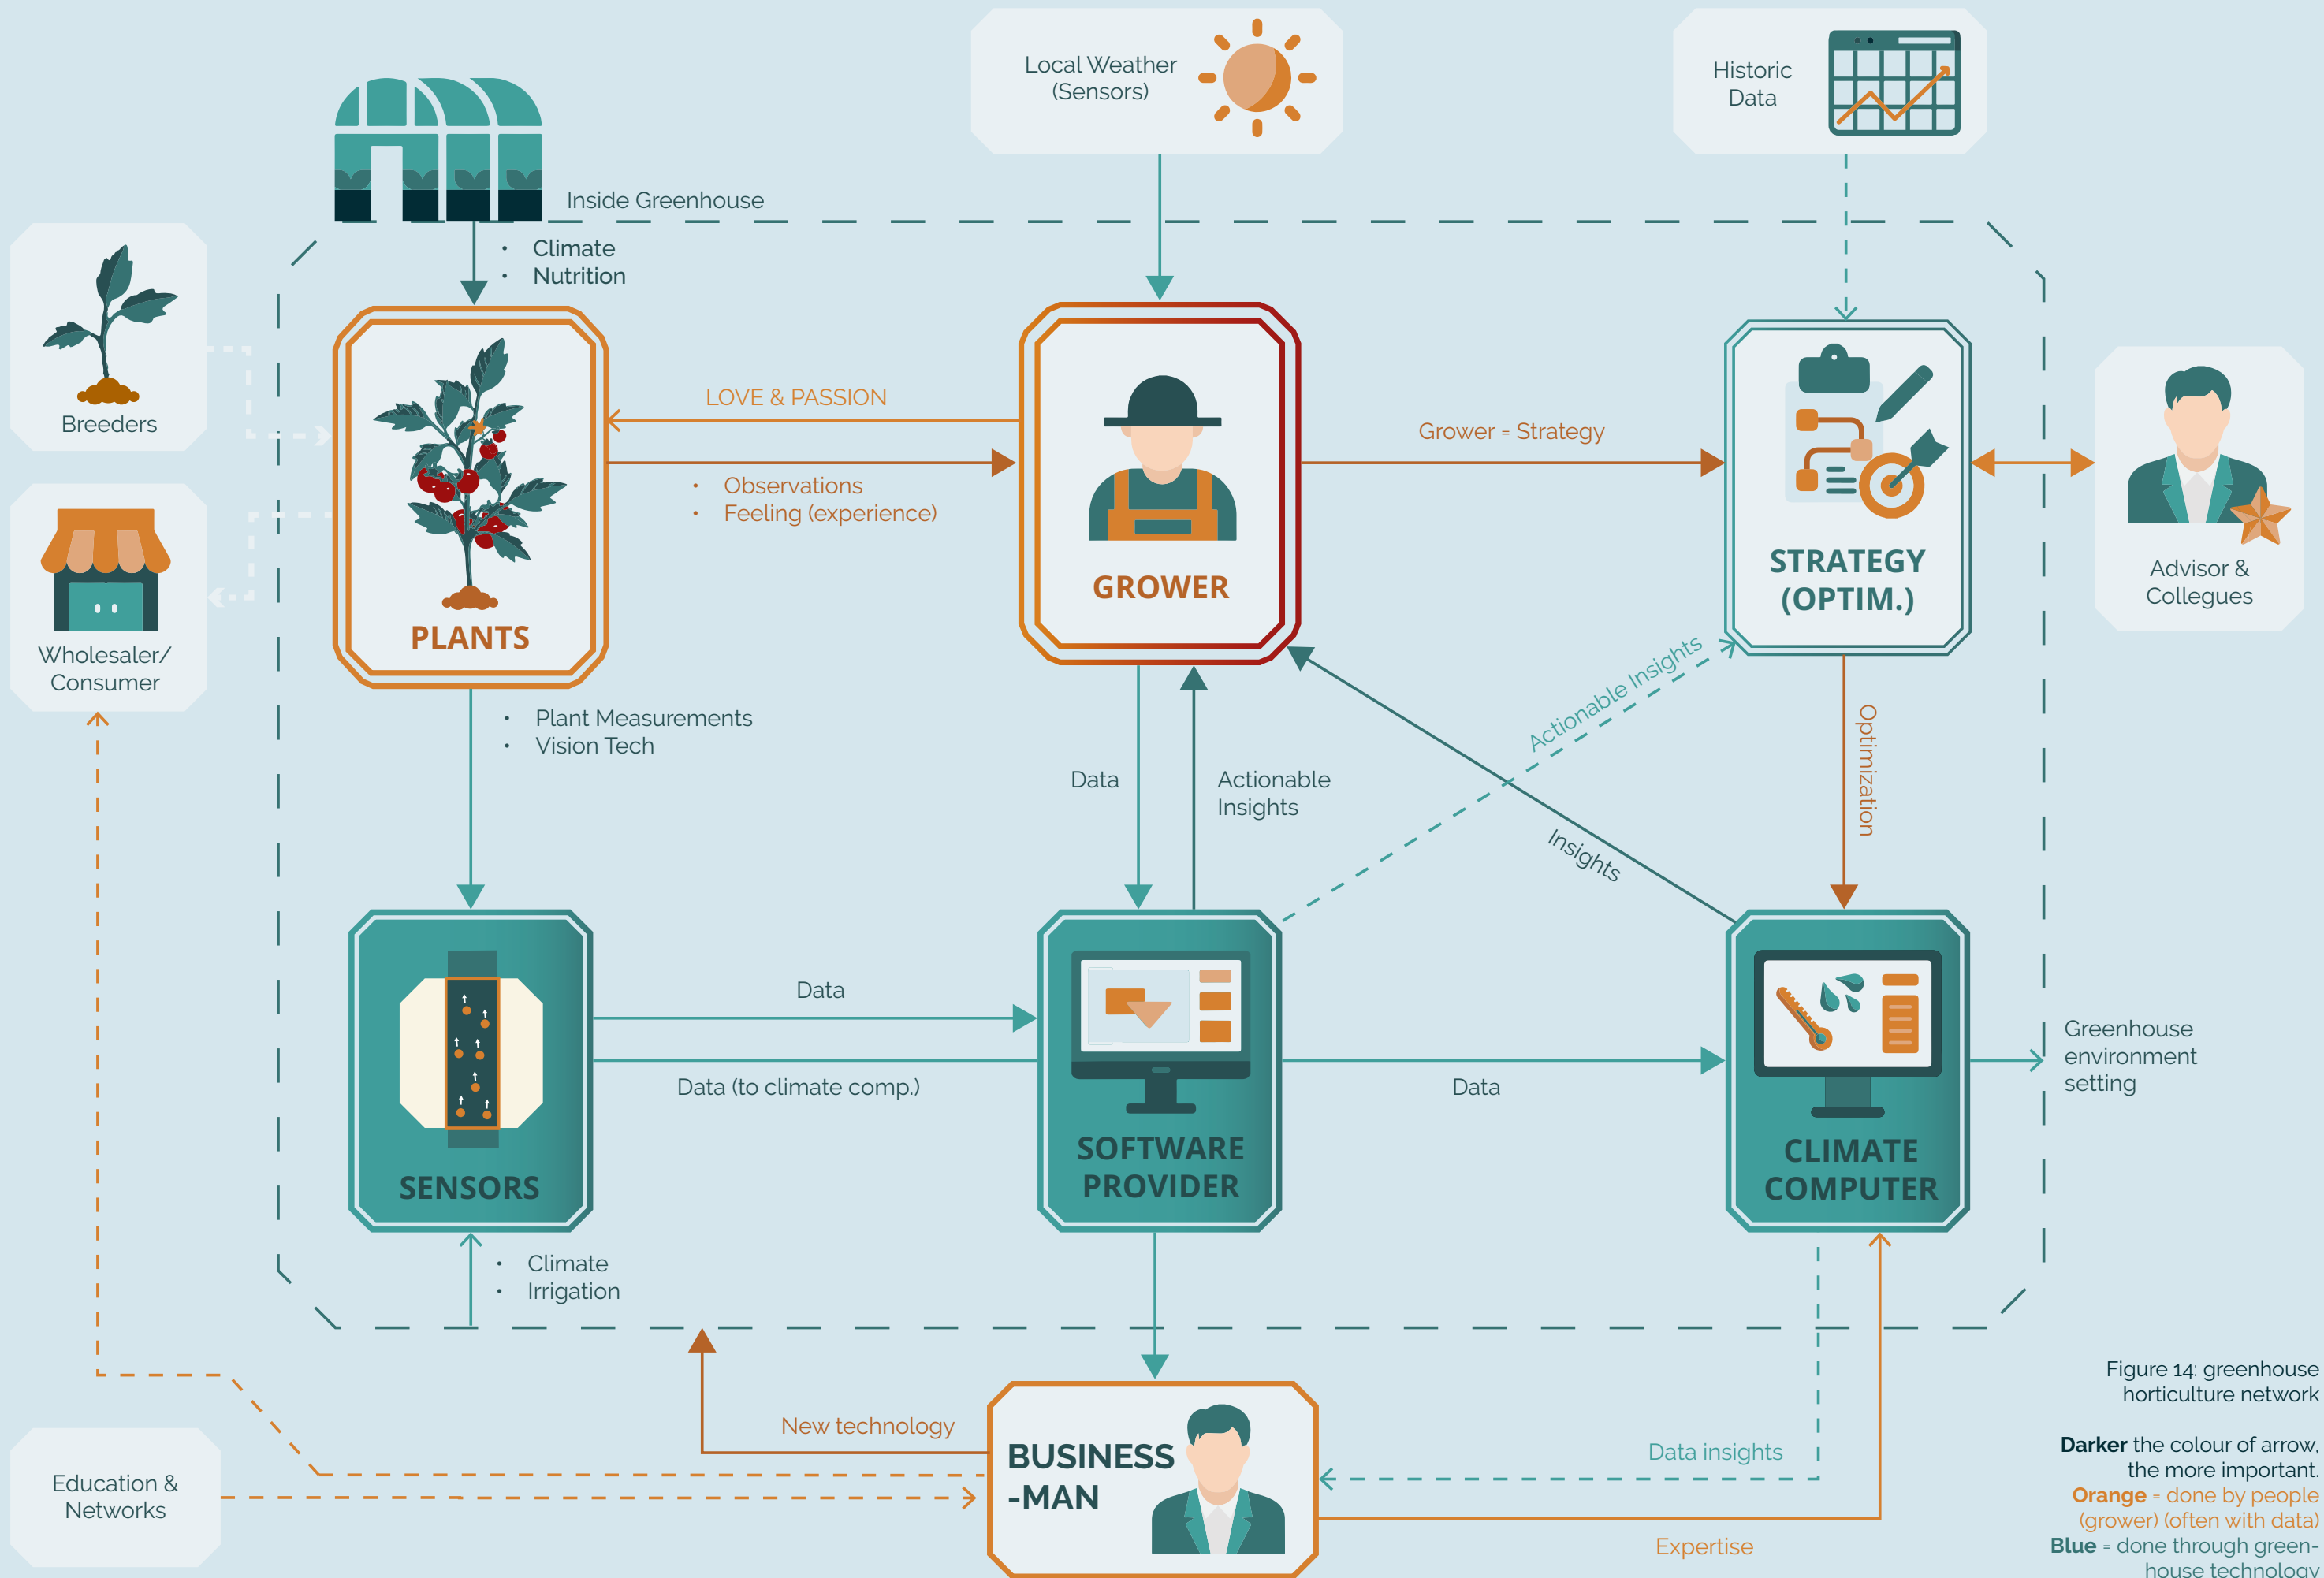 Local Weather
(Sensors)
Historic
Data
Inside Greenhouse
• Climate
• Nutrition
Breeders
Wholesaler/
Consumer
PLANTS
LOVE & PASSION
• Observations
• Feeling (experience)
GROWER
Grower = Strategy
STRATEGY
(OPTIM.)
Advisor &
Collegues
• Plant Measurements
• Vision Tech
Data
Actionable
Insights
Actionable Insights
Insights
Optimization
SENSORS
Data
Data (to climate comp.)
SOFTWARE
PROVIDER
Data
CLIMATE
COMPUTER
Greenhouse
environment
setting
• Climate
• Irrigation
New technology
BUSINESS
-MAN
Data insights
Expertise
Education &
Networks
Figure 14: greenhouse
horticulture network
Darker the colour of arrow,
the more important.
Orange = done by people
(grower) (often with data)
Blue = done through green-
house technology